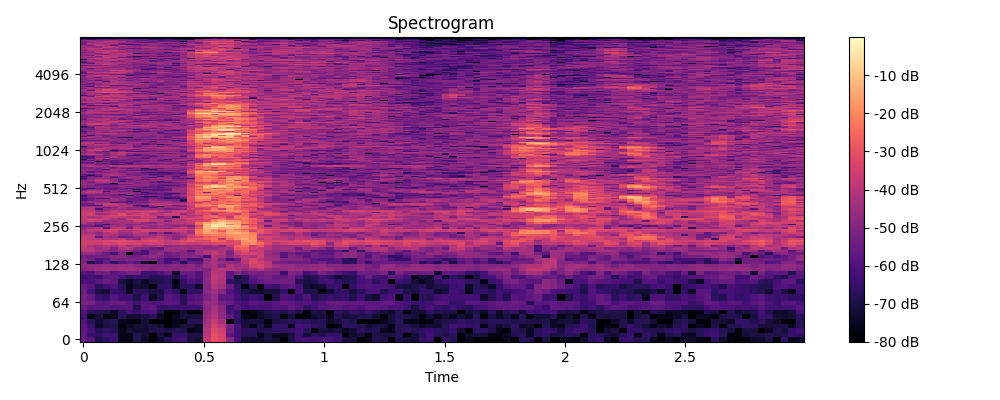 Spectrogram
Hz
4096
2048
1024
512
256
128
64
0
0
0.5
1
1.5
2
2.5
Time
-10 dB
-20 dB
-30 dB
-40 dB
-50 dB
-60 dB
-70 dB
-80 dB